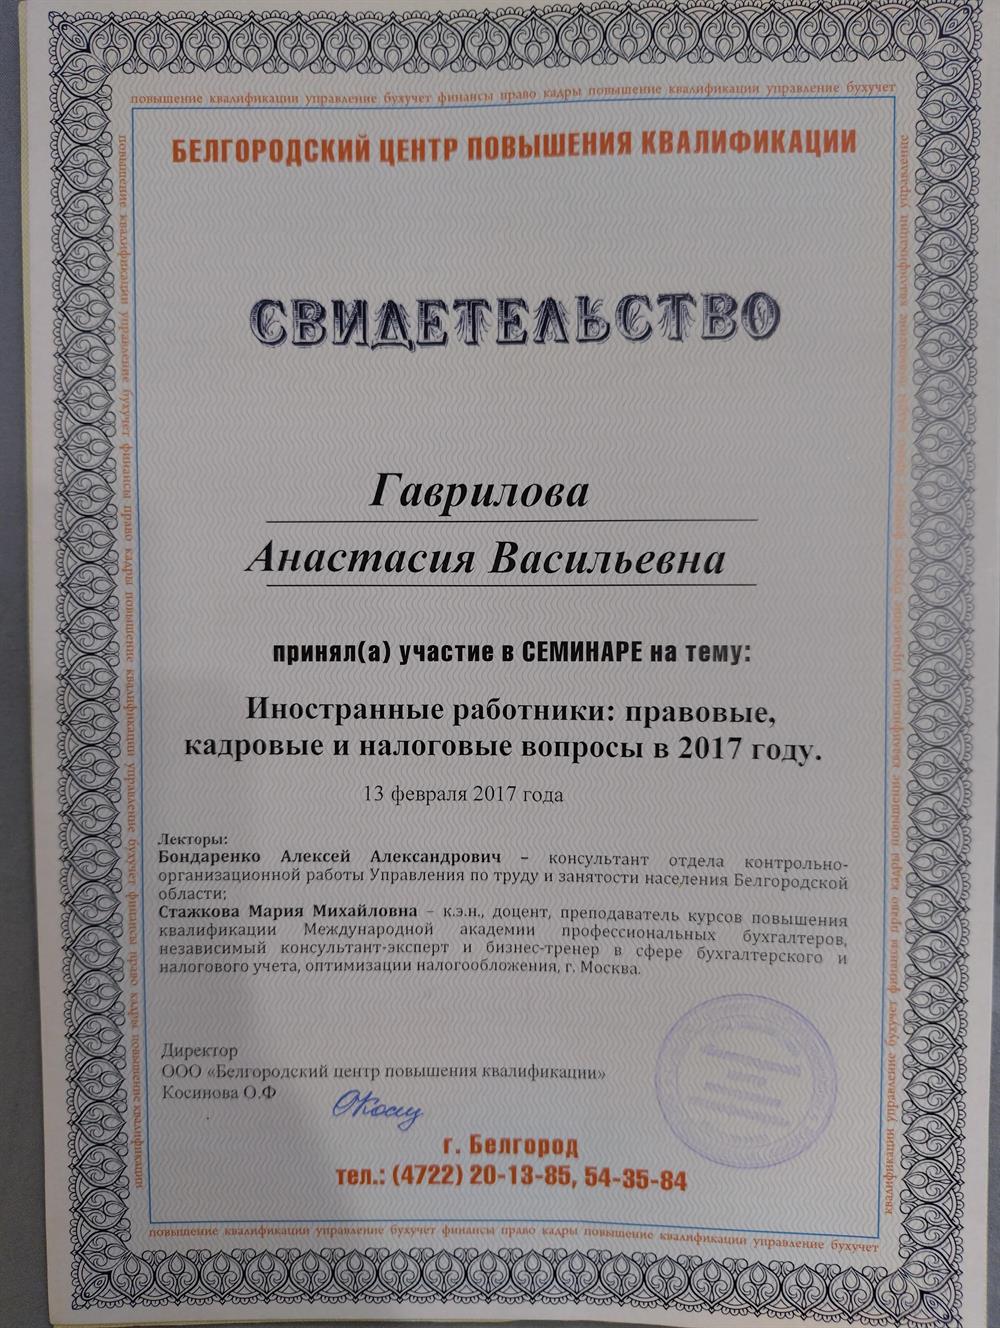 повышение квалификации управление бухучет финансы право кадры повышение квалификации управление бухучет
БЕЛГОРОДСКИЙ ЦЕНТР ПОВЫШЕНИЯ КВАЛИФИКАЦИИ
СВИДЕТЕЛЬСТВО
Гаврилова
Анастасия Васильевна
принял(а) участие в СЕМИНАРЕ на тему:
Иностранные работники: правовые,
кадровые и налоговые вопросы в 2017 году.
13 февраля 2017 года
Лекторы:
Бондаренко Алексей Александрович – консультант отдела контрольно-
организационной работы Управления по труду и занятости населения Белгородской
области;
Стажкова Мария Михайловна – к.э.н., доцент, преподаватель курсов повышения
квалификации Международной академии профессиональных бухгалтеров,
независимый консультант-эксперт и бизнес-тренер в сфере бухгалтерского и
налогового учета, оптимизации налогообложения, г. Москва.
Директор
ООО «Белгородский центр повышения квалификации»
Косинова О.Ф
г. Белгород
тел.: (4722) 20-13-85, 54-35-84
повышение квалификации управление бухучет финансы право кадры повышение квалификации управление бухучет